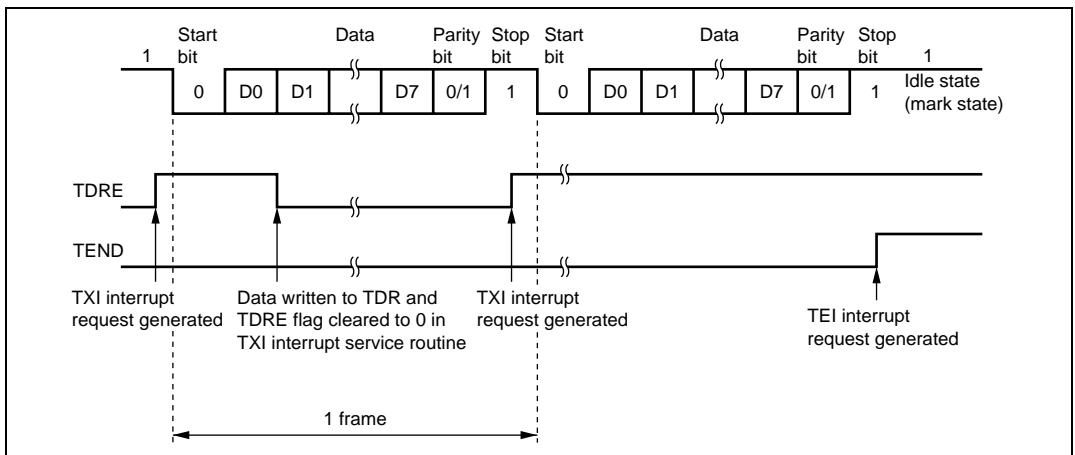 Start Data Parity Stop Start Data Parity Stop
1 bit bit bit bit bit bit 1
0 D0 D1 D7 0/1 1 0 D0 D1 D7 0/1 1 Idle state
(mark state)
TDRE
TEND
TXI interrupt Data written to TDR and TXI interrupt TEI interrupt
request generated TDRE flag cleared to 0 in request generated request generated
TXI interrupt service routine
1 frame